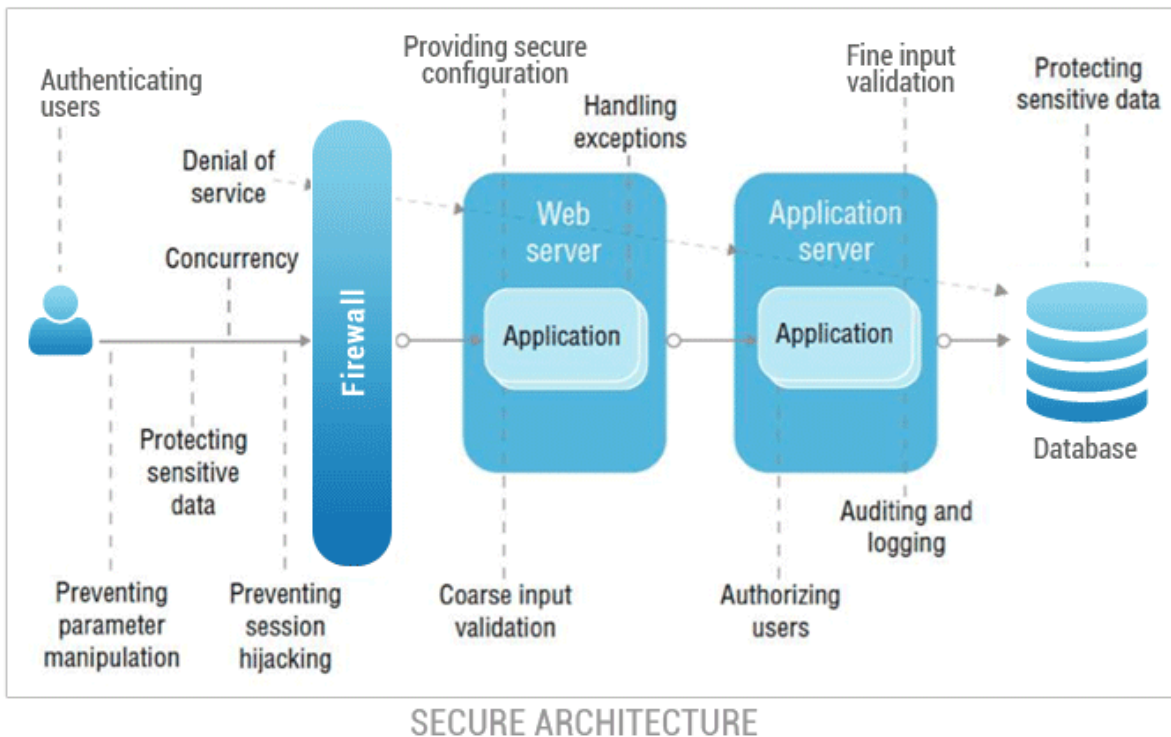 Authenticating
users
Providing secure
configuration
Fine input
validation
Protecting
sensitive data
Handling
exceptions
Denial of
service
Concurrency
Firewall
Web
server
Application
Application
server
Application
Database
Protecting
sensitive
data
Auditing and
logging
Preventing
parameter
manipulation
Preventing
session
hijacking
Coarse input
validation
Authorizing
users
SECURE ARCHITECTURE